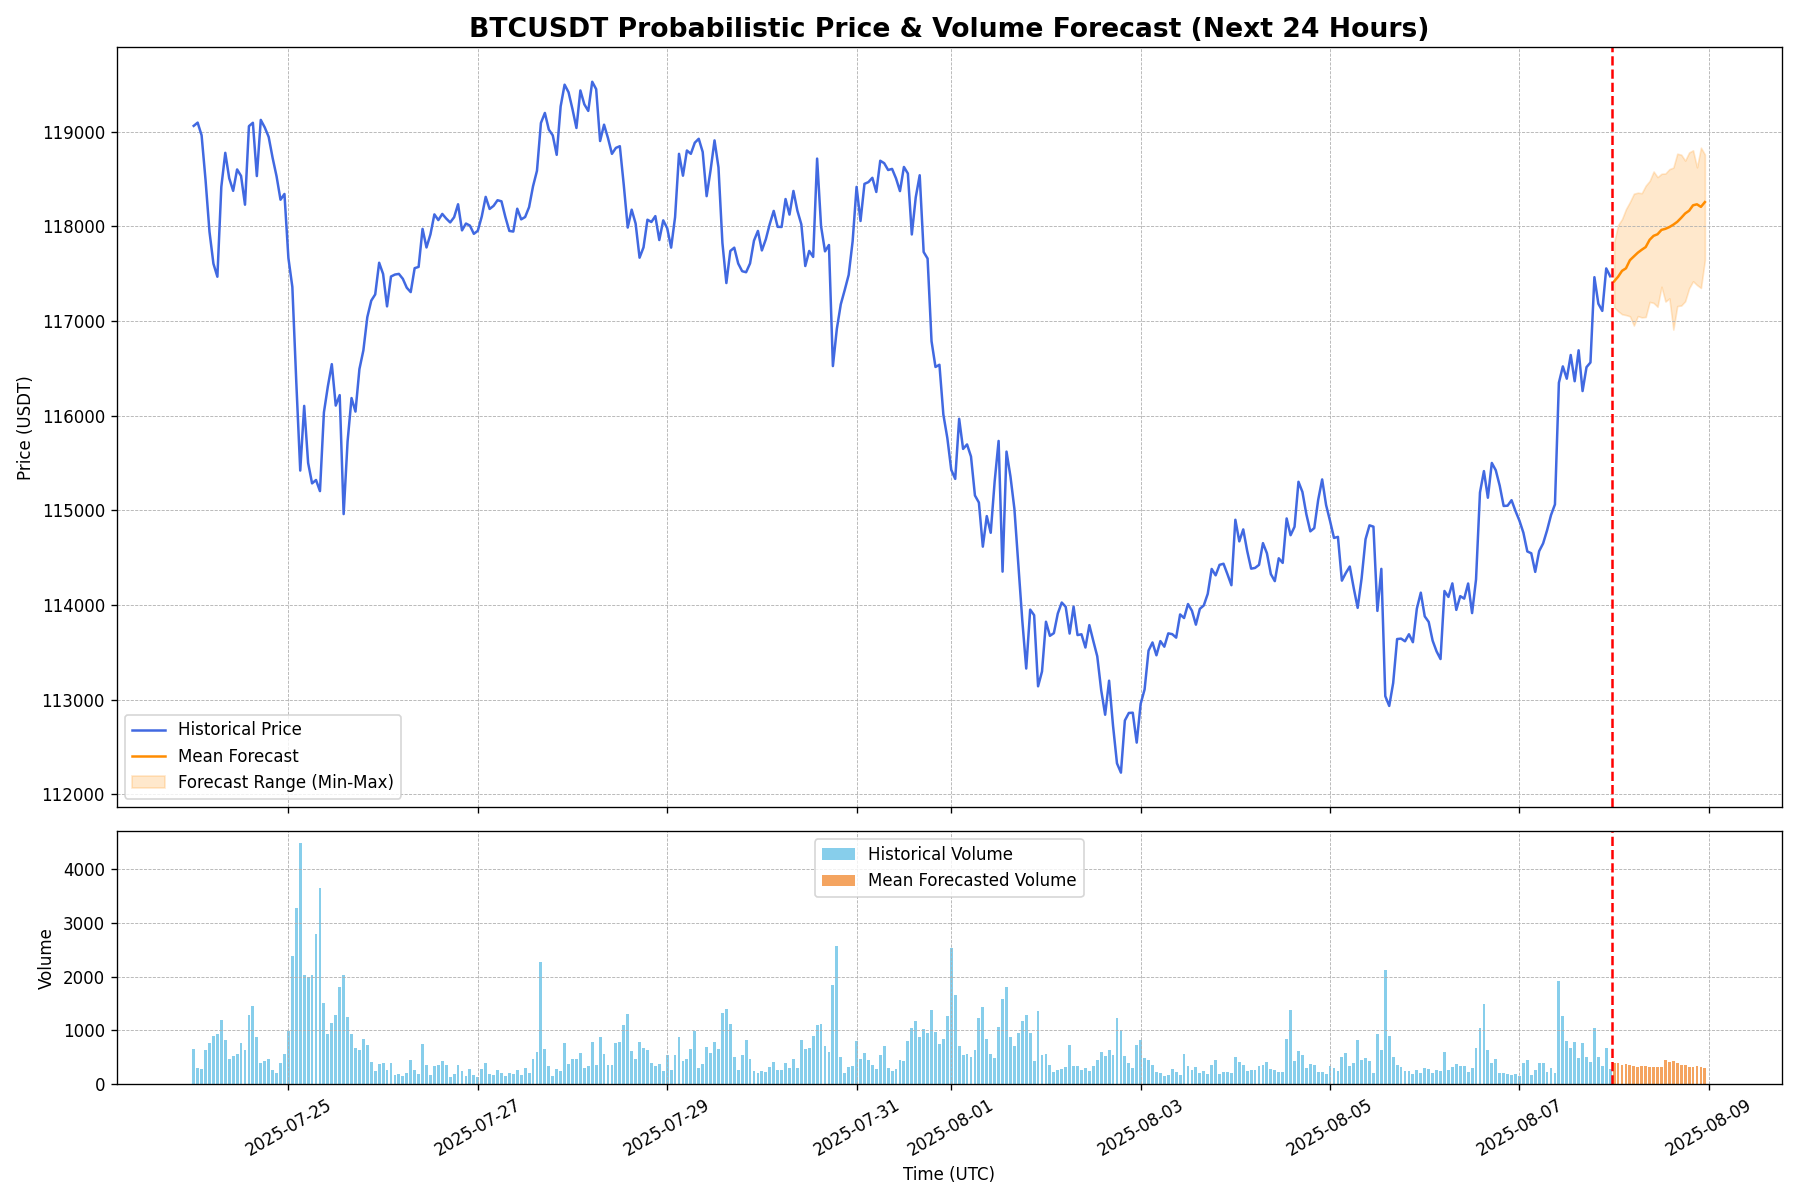 BTCUSDT Probabilistic Price & Volume Forecast (Next 24 Hours)
119000
118000
117000
116000
115000
114000
113000
112000
Price (USDT)
Historical Price
Mean Forecast
Forecast Range (Min-Max)
4000
3000
2000
1000
0
Volume
Historical Volume
Mean Forecasted Volume
2025-07-25
2025-07-27
2025-07-29
2025-07-31
2025-08-01
2025-08-03
2025-08-05
2025-08-07
2025-08-09
Time (UTC)